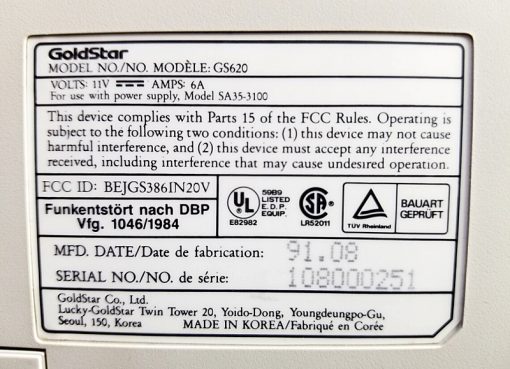 GoldStar
MODEL NO./NO. MODÈLE: GS620
VOLTS: 11V AMPS: 6A
For use with power supply, Model SA35-3100
This device complies with Parts 15 of the FCC Rules. Operating is
subject to the following two conditions: (1) this device may not cause
harmful interference, and (2) this device must accept any interference
received, including interference that may cause undesired operation.
FCC ID: BEJGS386IN20V
Funkentstört nach DBP
Vfg. 1046/1984
UL
E82982
59B9
LISTED
E.D.P.
EQUIP.
SA
LR52011
TÜV Rheinland
BAUART
GEPRÜFT
MFD. DATE/Date de fabrication: 91.08
SERIAL NO./NO. de série: 108000251
GoldStar Co., Ltd.
Lucky-GoldStar Twin Tower 20, Yoido-Dong, Youngdeungpo-Gu,
Seoul, 150, Korea MADE IN KOREA/Fabriqué en Corée